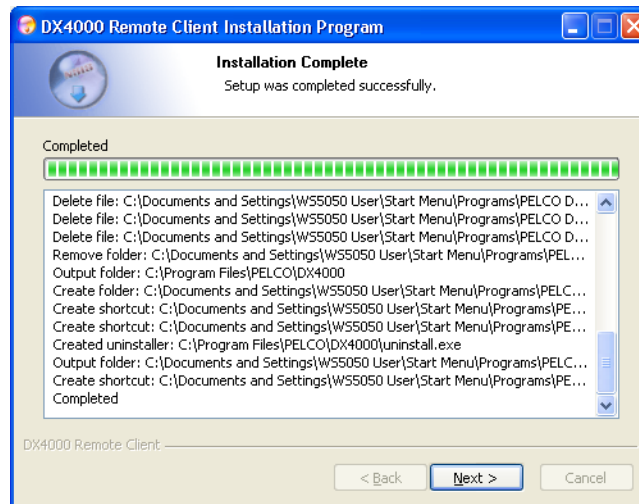 DX4000 Remote Client Installation Program
Installation Complete
Setup was completed successfully.
Completed
Delete file: C:\Documents and Settings\WS5050 User\Start Menu\Programs\PELCO D...
Delete file: C:\Documents and Settings\WS5050 User\Start Menu\Programs\PELCO D...
Delete file: C:\Documents and Settings\WS5050 User\Start Menu\Programs\PELCO D...
Remove folder: C:\Documents and Settings\WS5050 User\Start Menu\Programs\PEL...
Output folder: C:\Program Files\PELCO\DX4000
Create folder: C:\Documents and Settings\WS5050 User\Start Menu\Programs\PELC...
Create shortcut: C:\Documents and Settings\WS5050 User\Start Menu\Programs\PE...
Create shortcut: C:\Documents and Settings\WS5050 User\Start Menu\Programs\PE...
Created uninstaller: C:\Program Files\PELCO\DX4000\uninstall.exe
Output folder: C:\Documents and Settings\WS5050 User\Start Menu\Programs\PELC...
Create shortcut: C:\Documents and Settings\WS5050 User\Start Menu\Programs\PE...
Completed
DX4000 Remote Client
< Back Next > Cancel